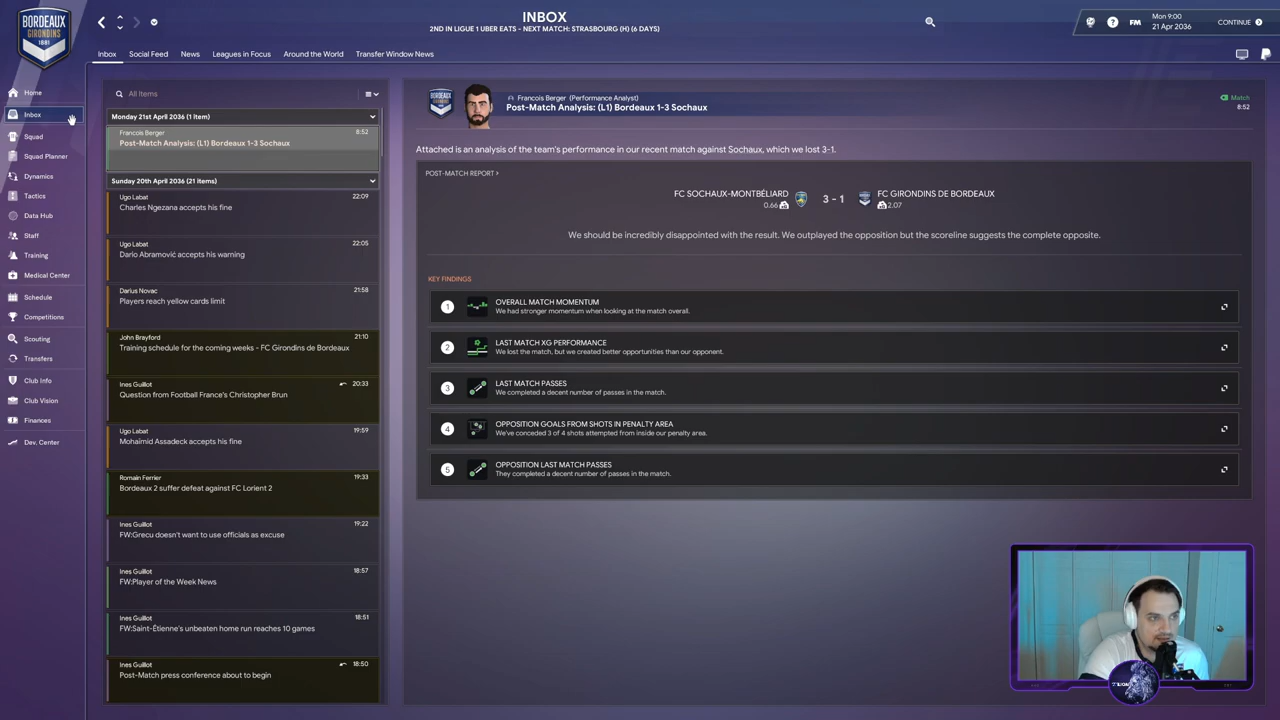 BORDEAUX
GIRONDINS
1881
INBOX
2ND IN LIGUE 1 UBER EATS - NEXT MATCH: STRASBOURG (H) (6 DAYS)
FM
Mon 9:00
21 Apr 2036
CONTINUE
Inbox
Social Feed
News
Leagues in Focus
Around the World
Transfer Window News
Home
Inbox
Squad
Squad Planner
Dynamics
Tactics
Data Hub
Staff
Training
Medical Center
Schedule
Competitions
Scouting
Transfers
Club Info
Club Vision
Finances
Dev. Center
All Items
Monday 21st April 2036 (1 item)
Francois Berger 8:52
Post-Match Analysis: (L1) Bordeaux 1-3 Sochaux
Sunday 20th April 2036 (21 items)
Ugo Labat 22:09
Charles Ngezana accepts his fine
Ugo Labat 22:05
Dario Abramović accepts his warning
Darius Novac 21:58
Players reach yellow cards limit
John Brayford 21:10
Training schedule for the coming weeks - FC Girondins de Bordeaux
Ines Guillot 20:33
Question from Football France's Christopher Brun
Ugo Labat 19:59
Mohaimid Assadeck accepts his fine
Romain Ferrier 19:33
Bordeaux 2 suffer defeat against FC Lorient 2
Ines Guillot 19:22
FW:Grecu doesn't want to use officials as excuse
Ines Guillot 18:57
FW:Player of the Week News
Ines Guillot 18:51
FW:Saint-Étienne's unbeaten home run reaches 10 games
Ines Guillot 18:50
Post-Match press conference about to begin
Francois Berger (Performance Analyst)
Post-Match Analysis: (L1) Bordeaux 1-3 Sochaux
Match
8:52
Attached is an analysis of the team's performance in our recent match against Sochaux, which we lost 3-1.
POST-MATCH REPORT >
FC SOCHAUX-MONTBÉLIARD 3 - 1 FC GIRONDINS DE BORDEAUX
0.66 2.07
We should be incredibly disappointed with the result. We outplayed the opposition but the scoreline suggests the complete opposite.
KEY FINDINGS
1 OVERALL MATCH MOMENTUM
We had stronger momentum when looking at the match overall.
2 LAST MATCH XG PERFORMANCE
We lost the match, but we created better opportunities than our opponent.
3 LAST MATCH PASSES
We completed a decent number of passes in the match.
4 OPPOSITION GOALS FROM SHOTS IN PENALTY AREA
We've conceded 3 of 4 shots attempted from inside our penalty area.
5 OPPOSITION LAST MATCH PASSES
They completed a decent number of passes in the match.